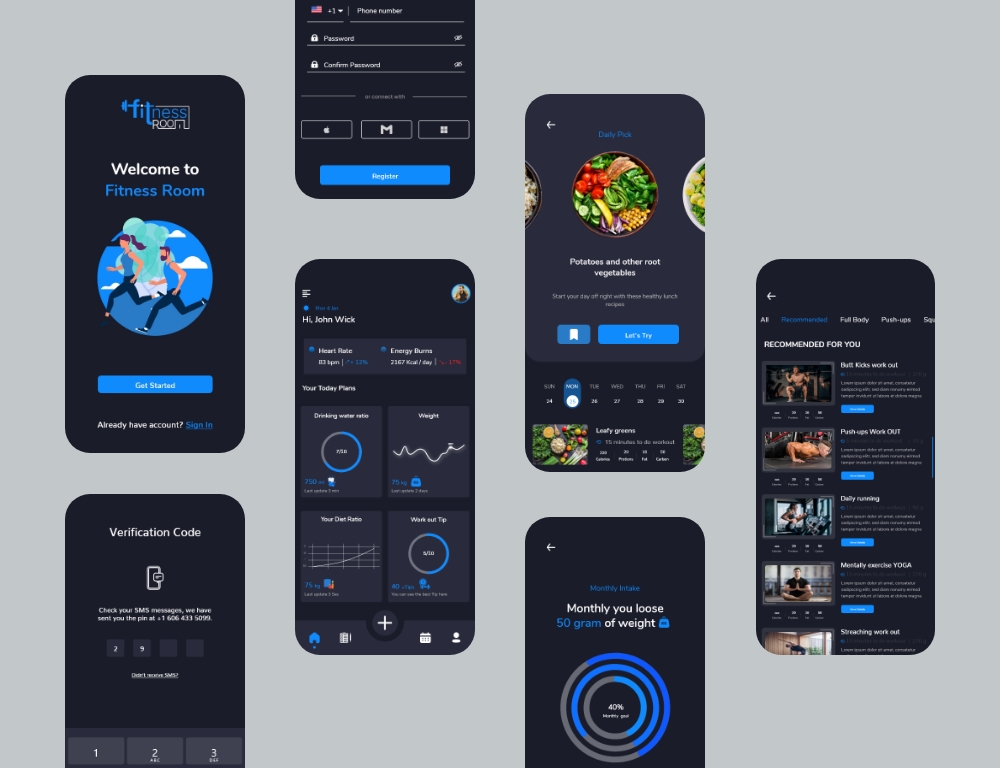 fitness
ROOM
Welcome to
Fitness Room
Get Started
Already have account? Sign In
Verification Code
Check your SMS messages, we have
sent you the pin at +1 606 433 5099.
2 9
Didn't receive SMS?
1 2 3
ABC DEF
+1 Phone number
Password
Confirm Password
or connect with
Register
Hi, John Wick
Heart Rate Energy Burns
83 bpm 12% 2167 Kcal / day 17%
Your Today Plans
Drinking water ratio Weight
7/10
750 75 kg
Last update 3 min Last update 3 days
Your Diet Ratio Work out Tip
5/10
75 kg 40
Last update 3 You can see the best Tip here
Daily Pick
Potatoes and other root
vegetables
Start your day off right with these healthy lunch
recipes
Let's Try
SUN MON TUE WED THU FRI SAT
24 25 26 27 28 29 30
Leafy greens
15 minutes to do workout
Monthly Intake
Monthly you loose
50 gram of weight
40%
Monthly goal
All Recommended Full Body Push-ups Squ
RECOMMENDED FOR YOU
Butt Kicks work out
Lorem ipsum dolor sit amet, consetetur
sadipscing elitr, sed diam nonumy eirmod
tempor invidunt ut labore et dolore magna
Push-ups Work OUT
Lorem ipsum dolor sit amet, consetetur
sadipscing elitr, sed diam nonumy eirmod
tempor invidunt ut labore et dolore magna
Daily running
Lorem ipsum dolor sit amet, consetetur
sadipscing elitr, sed diam nonumy eirmod
tempor invidunt ut labore et dolore magna
Mentally exercise YOGA
Lorem ipsum dolor sit amet, consetetur
sadipscing elitr, sed diam nonumy eirmod
tempor invidunt ut labore et dolore magna
Streaching work out
Lorem ipsum dolor sit amet, consetetur